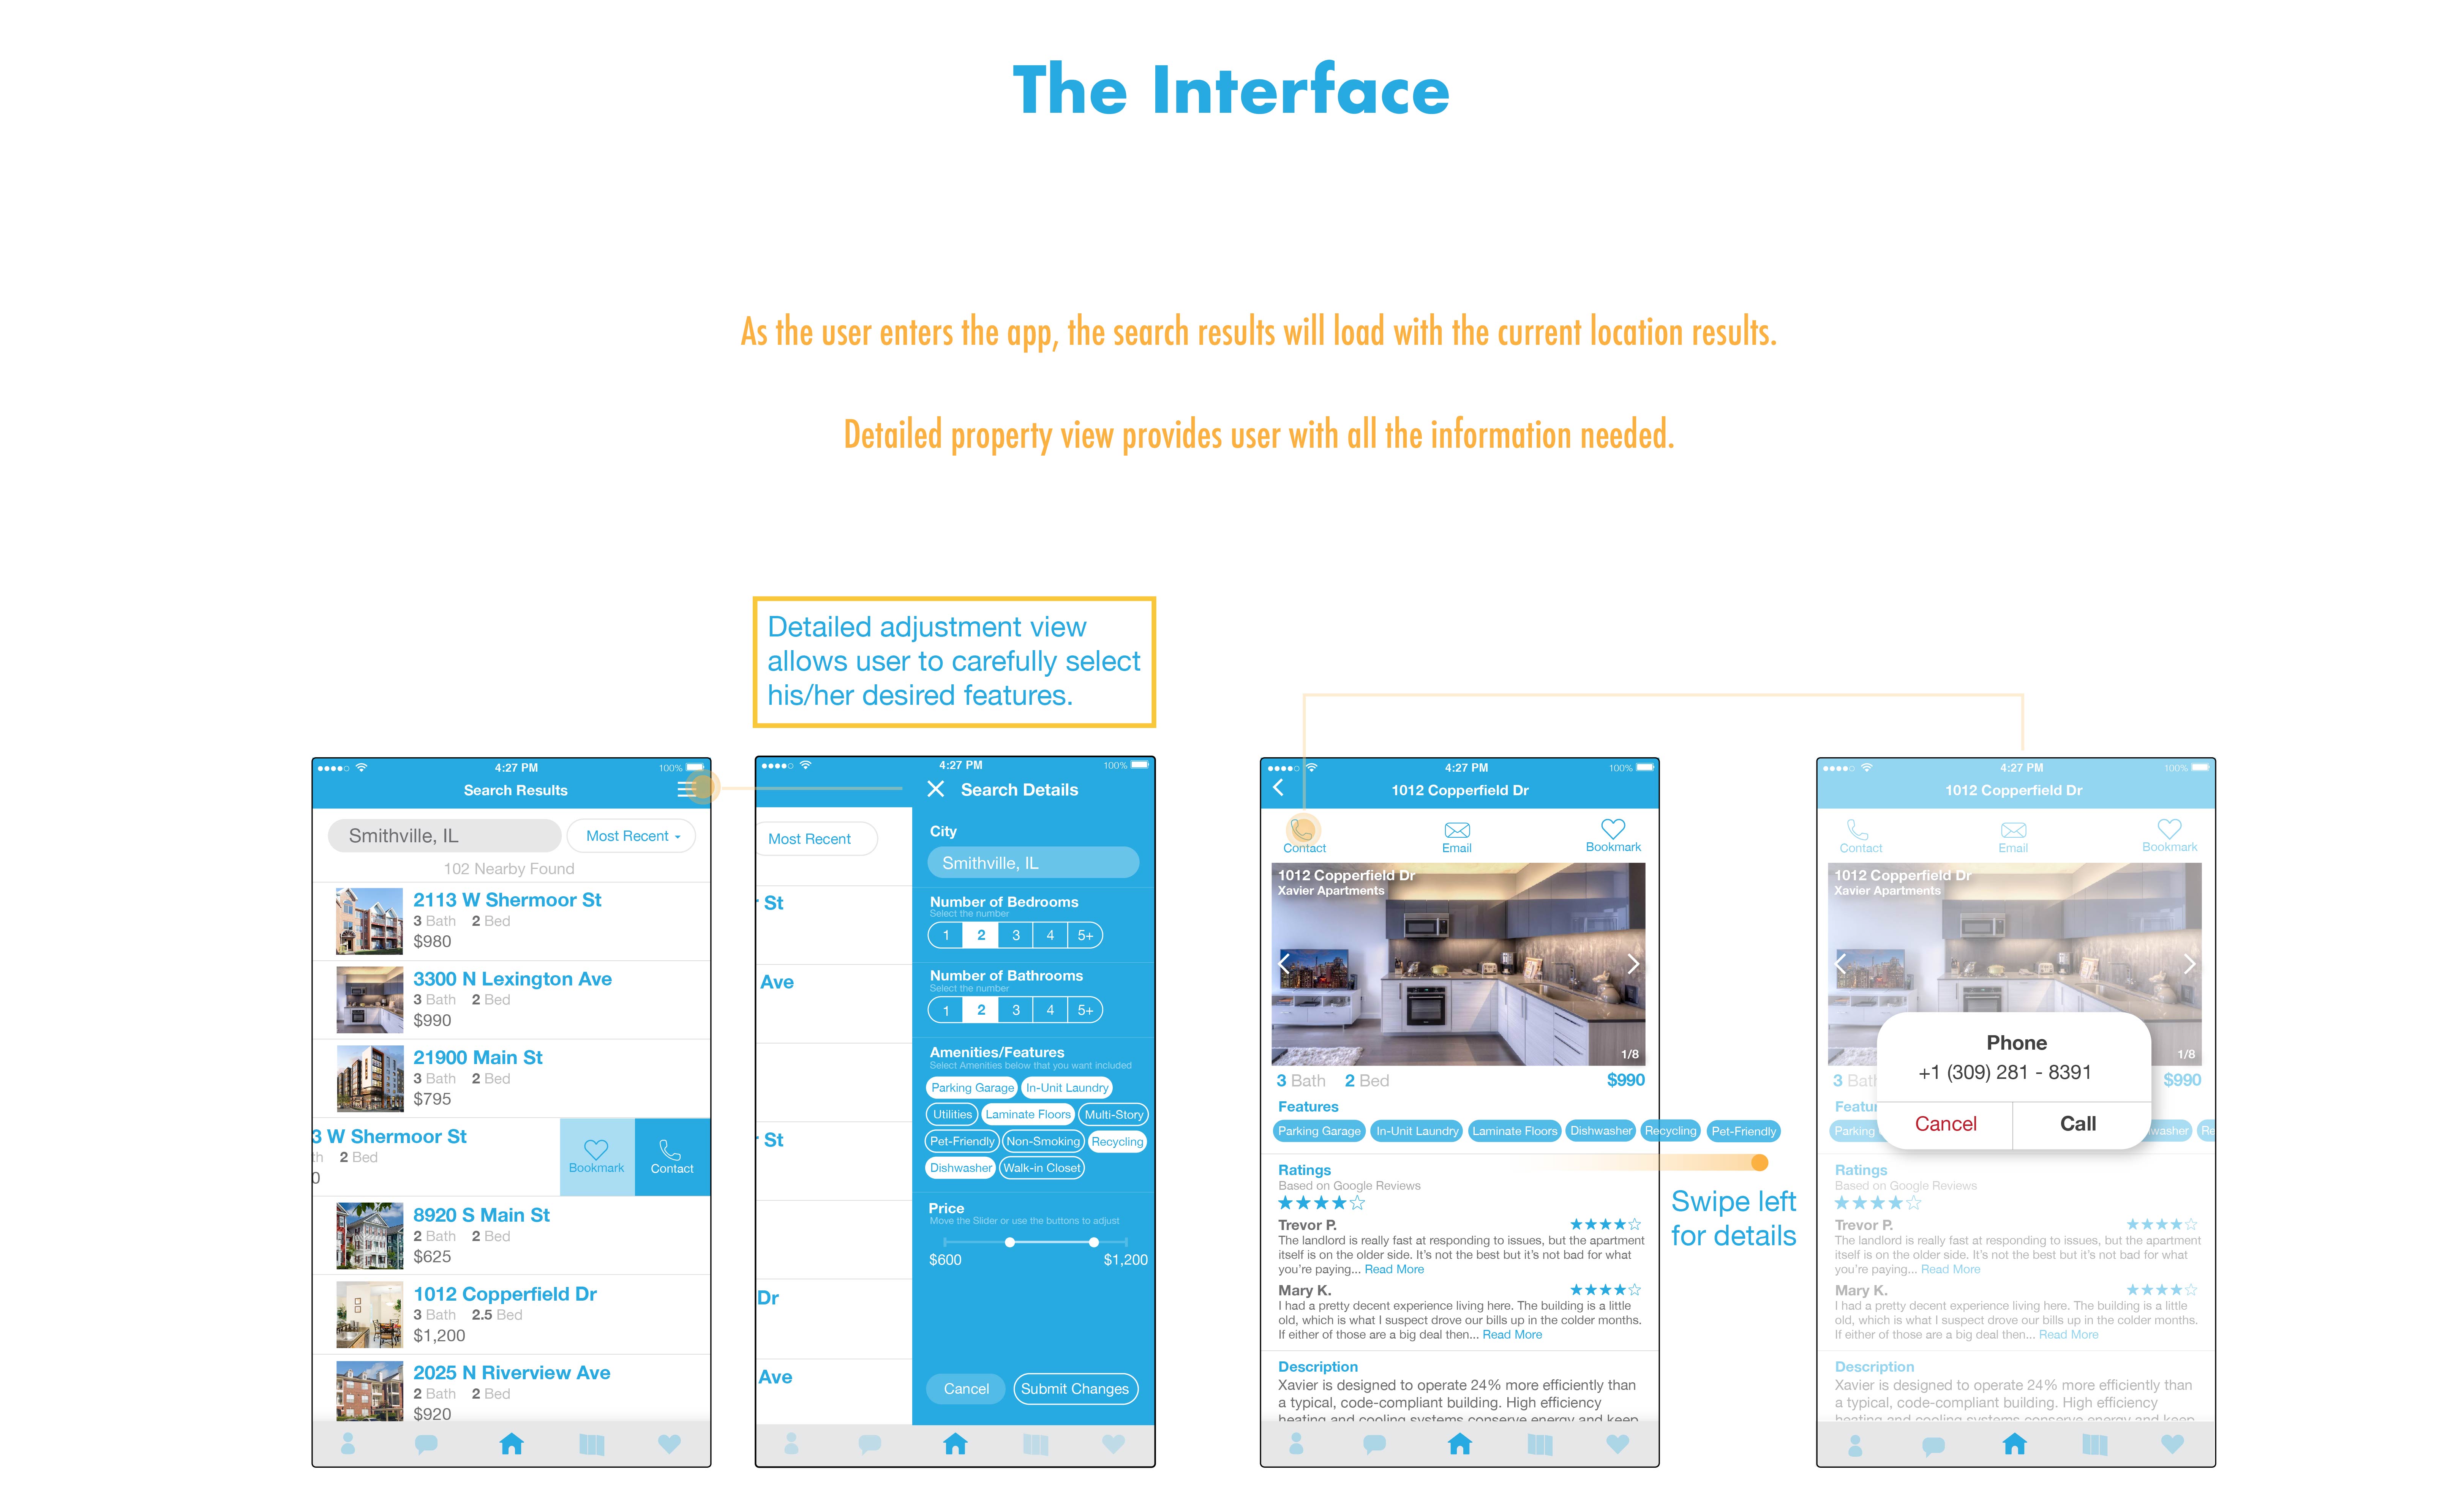 The Interface
As the user enters the app, the search results will load with the current location results.
Detailed property view provides user with all the information needed.
Detailed adjustment view
allows user to carefully select
his/her desired features.
4:27 PM 100%
Search Results
Smithville, IL Most Recent
102 Nearby Found
2113 W Shermoor St
3 Bath 2 Bed
$980
3300 N Lexington Ave
3 Bath 2 Bed
$990
21900 Main St
3 Bath 2 Bed
$795
3 W Shermoor St
th 2 Bed
0
Bookmark Contact
8920 S Main St
2 Bath 2 Bed
$625
1012 Copperfield Dr
3 Bath 2.5 Bed
$1,200
2025 N Riverview Ave
2 Bath 2 Bed
$920
4:27 PM 100%
Most Recent
St
Ave
St
Dr
Ave
Search Details
City
Smithville, IL
Number of Bedrooms
Select the number
1 2 3 4 5+
Number of Bathrooms
Select the number
1 2 3 4 5+
Amenities/Features
Select Amenities below that you want included
Parking Garage In-Unit Laundry
Utilities Laminate Floors Multi-Story
Pet-Friendly Non-Smoking Recycling
Dishwasher Walk-in Closet
Price
Move the Slider or use the buttons to adjust
$600 $1,200
Cancel Submit Changes
4:27 PM 100%
1012 Copperfield Dr
Contact Email Bookmark
1012 Copperfield Dr
Xavier Apartments
1/8
3 Bath 2 Bed $990
Features
Parking Garage In-Unit Laundry Laminate Floors Dishwasher Recycling Pet-Friendly
Swipe left
for details
Ratings
Based on Google Reviews
Trevor P.
The landlord is really fast at responding to issues, but the apartment
itself is on the older side. It's not the best but it's not bad for what
you're paying... Read More
Mary K.
I had a pretty decent experience living here. The building is a little
old, which is what I suspect drove our bills up in the colder months.
If either of those are a big deal then... Read More
Description
Xavier is designed to operate 24% more efficiently than
a typical, code-compliant building. High efficiency
heating and cooling systems conserve energy and keep
4:27 PM 100%
1012 Copperfield Dr
Contact Email Bookmark
1012 Copperfield Dr
Xavier Apartments
1/8
Phone
+1 (309) 281 - 8391
Cancel Call
3 Bath $990
Featur
Parking washer Re
Ratings
Based on Google Reviews
Trevor P.
The landlord is really fast at responding to issues, but the apartment
itself is on the older side. It's not the best but it's not bad for what
you're paying... Read More
Mary K.
I had a pretty decent experience living here. The building is a little
old, which is what I suspect drove our bills up in the colder months.
If either of those are a big deal then... Read More
Description
Xavier is designed to operate 24% more efficiently than
a typical, code-compliant building. High efficiency
heating and cooling systems conserve energy and keep